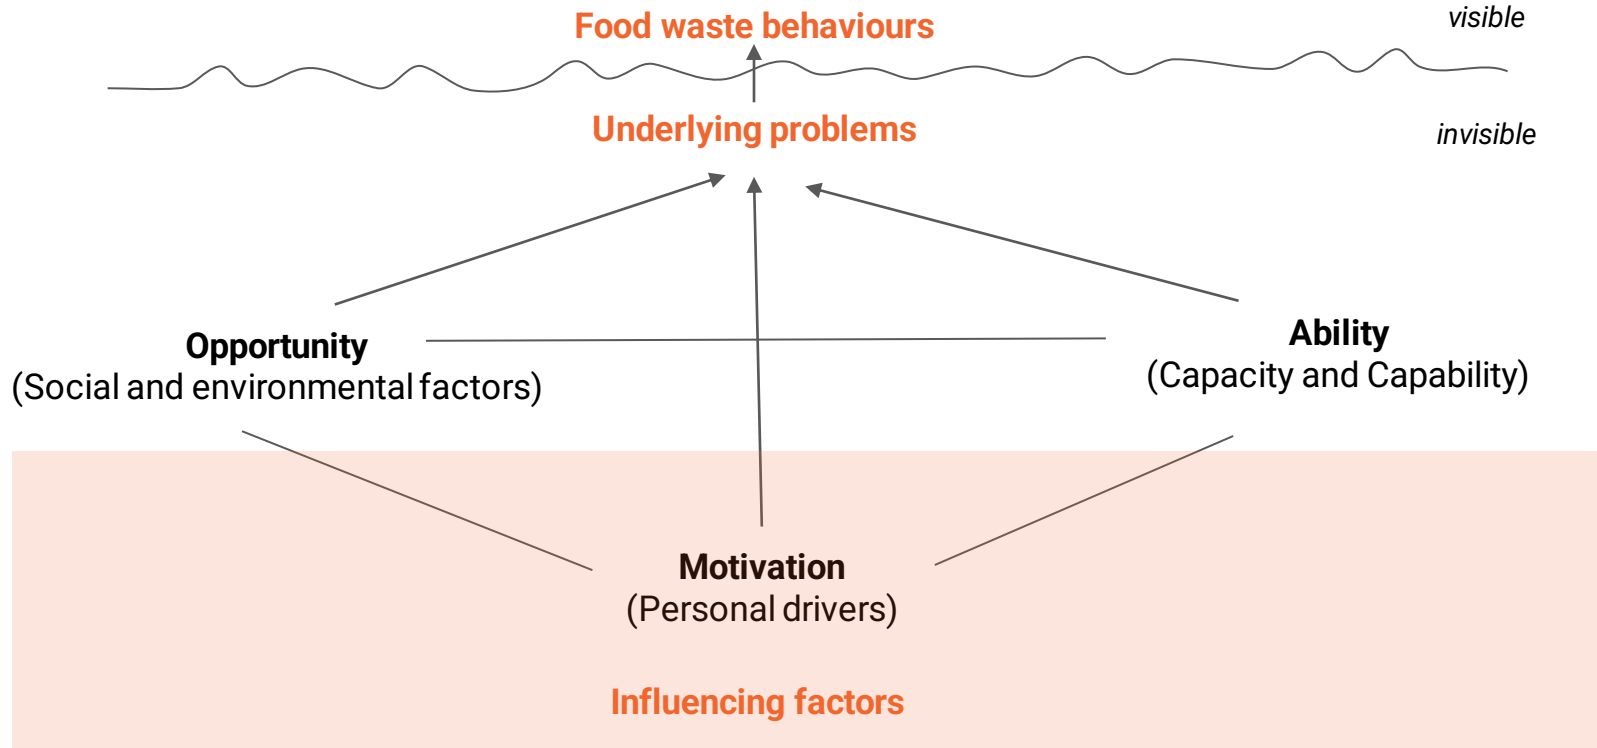 Food waste behaviours
visible
Underlying problems
invisible
Opportunity
(Social and environmental factors)
Ability
(Capacity and Capability)
Motivation
(Personal drivers)
Influencing factors